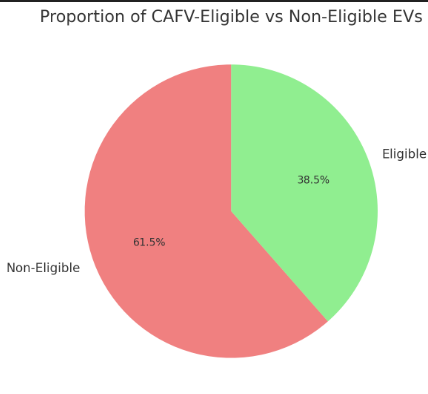 Proportion of CAFV-Eligible vs Non-Eligible EVs
Eligible
38.5%
61.5%
Non-Eligible